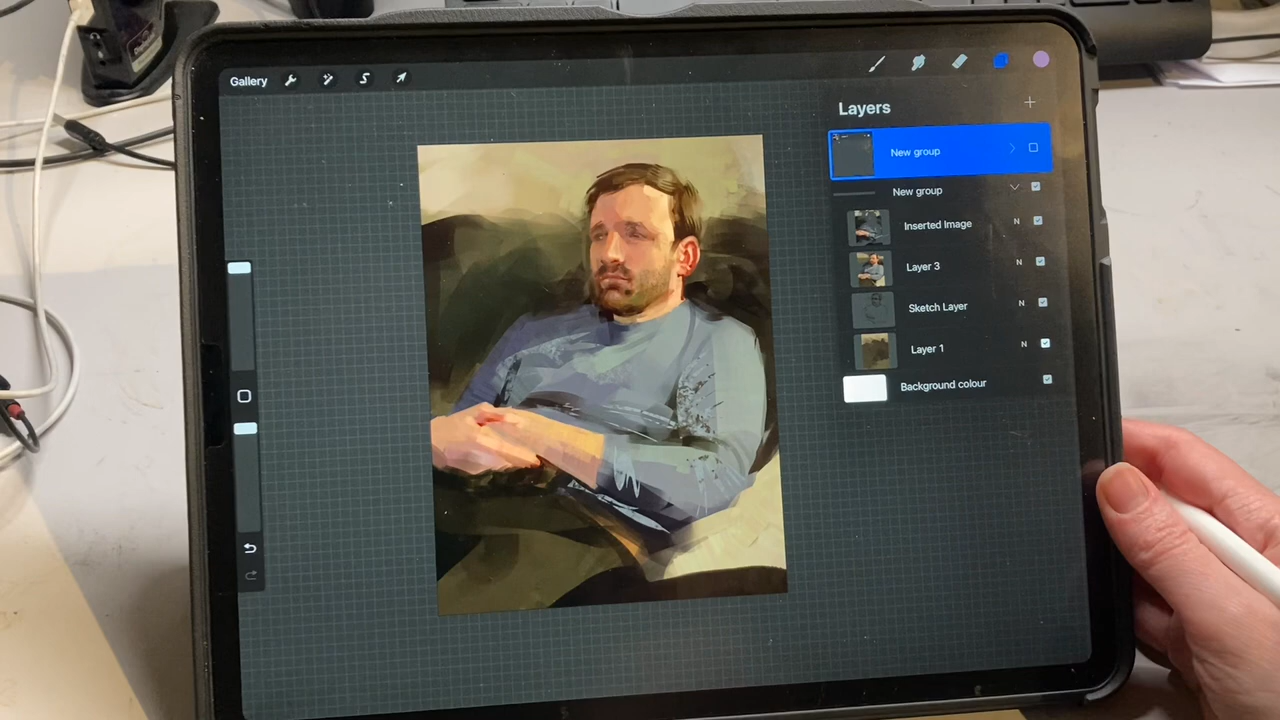 Gallery
Layers
New group
New group
Inserted Image N
Layer 3 N
Sketch Layer N
Layer 1 N
Background colour